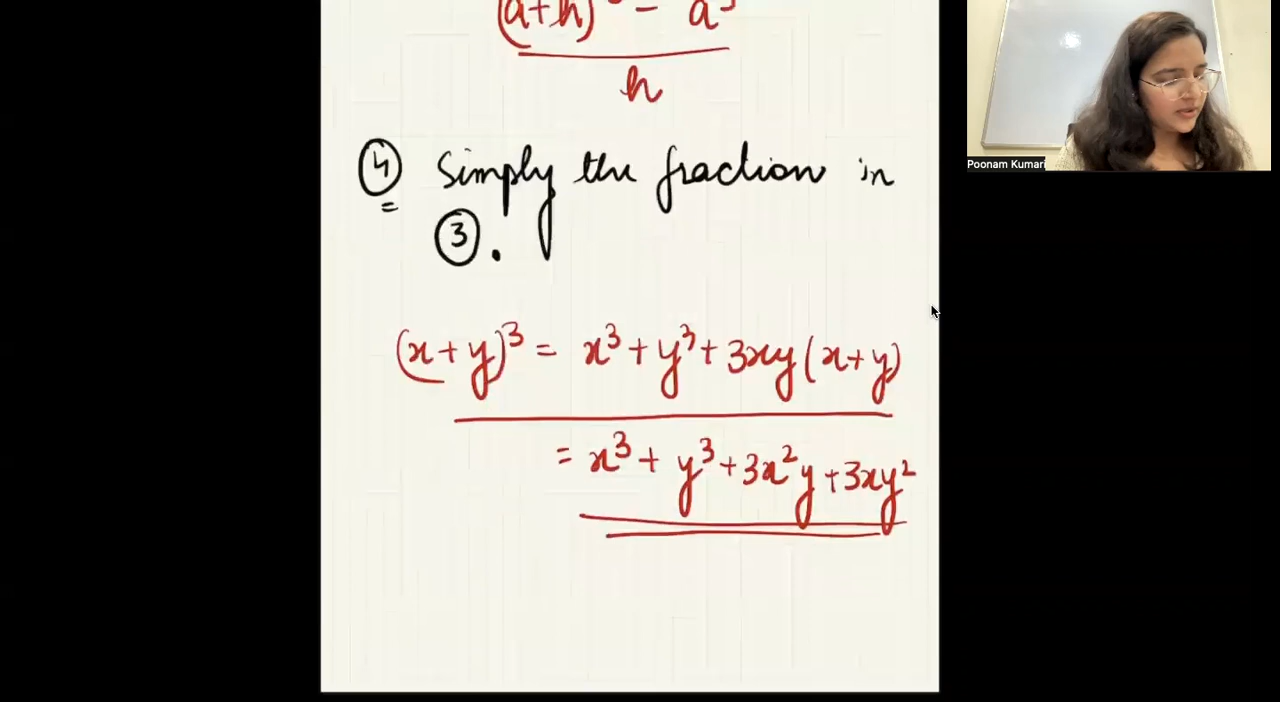 (a+h)³ - a³
h
Poonam Kumari
④ Simply the fraction in
③.
(x+y)³ = x³+y³+3xy(x+y)
= x³+y³+3x²y+3xy²